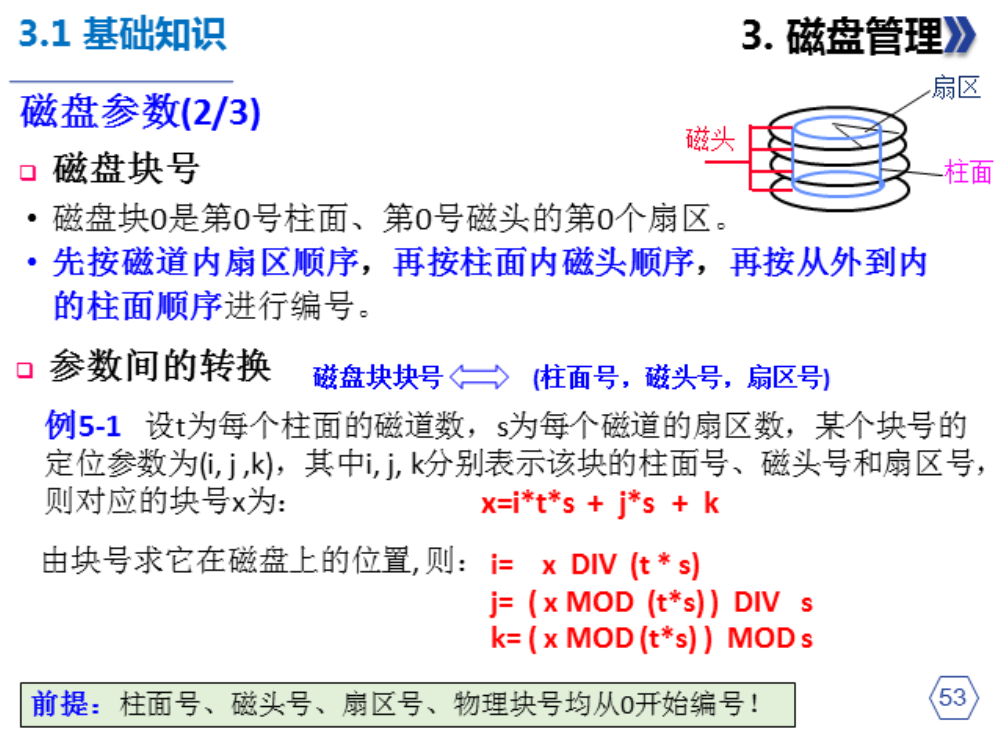 3.1 基础知识
3. 磁盘管理
磁盘参数(2/3)
扇区
磁头
柱面
磁盘块号
• 磁盘块0是第0号柱面、第0号磁头的第0个扇区。
• 先按磁道内扇区顺序，再按柱面内磁头顺序，再按从外到内
的柱面顺序进行编号。
参数间的转换 磁盘块块号 (柱面号，磁头号，扇区号)
例5-1 设t为每个柱面的磁道数，s为每个磁道的扇区数，某个块号的
定位参数为(i, j ,k)，其中i, j, k分别表示该块的柱面号、磁头号和扇区号，
则对应的块号x为： x=i*t*s + j*s + k
由块号求它在磁盘上的位置, 则： i= x DIV (t * s)
j= ( x MOD (t*s) ) DIV s
k= ( x MOD (t*s) ) MOD s
前提：柱面号、磁头号、扇区号、物理块号均从0开始编号！
53